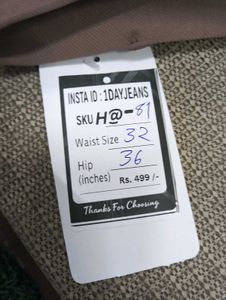 INSTA ID : 1DAYJEANS
SKU H@-81
Waist Size 32
Hip 36
(inches) Rs. 499/-
Thanks For Choosing